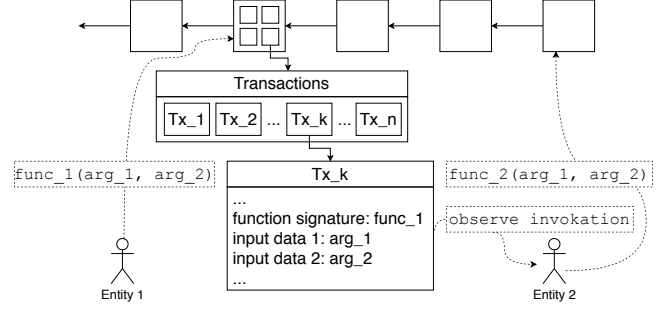 Transactions
Tx_1 Tx_2 ... Tx_k ... Tx_n
func_1(arg_1, arg_2)
Tx_k
func_2(arg_1, arg_2)
...
function signature: func_1
observe invokation
input data 1: arg_1
input data 2: arg_2
...
Entity 1
Entity 2